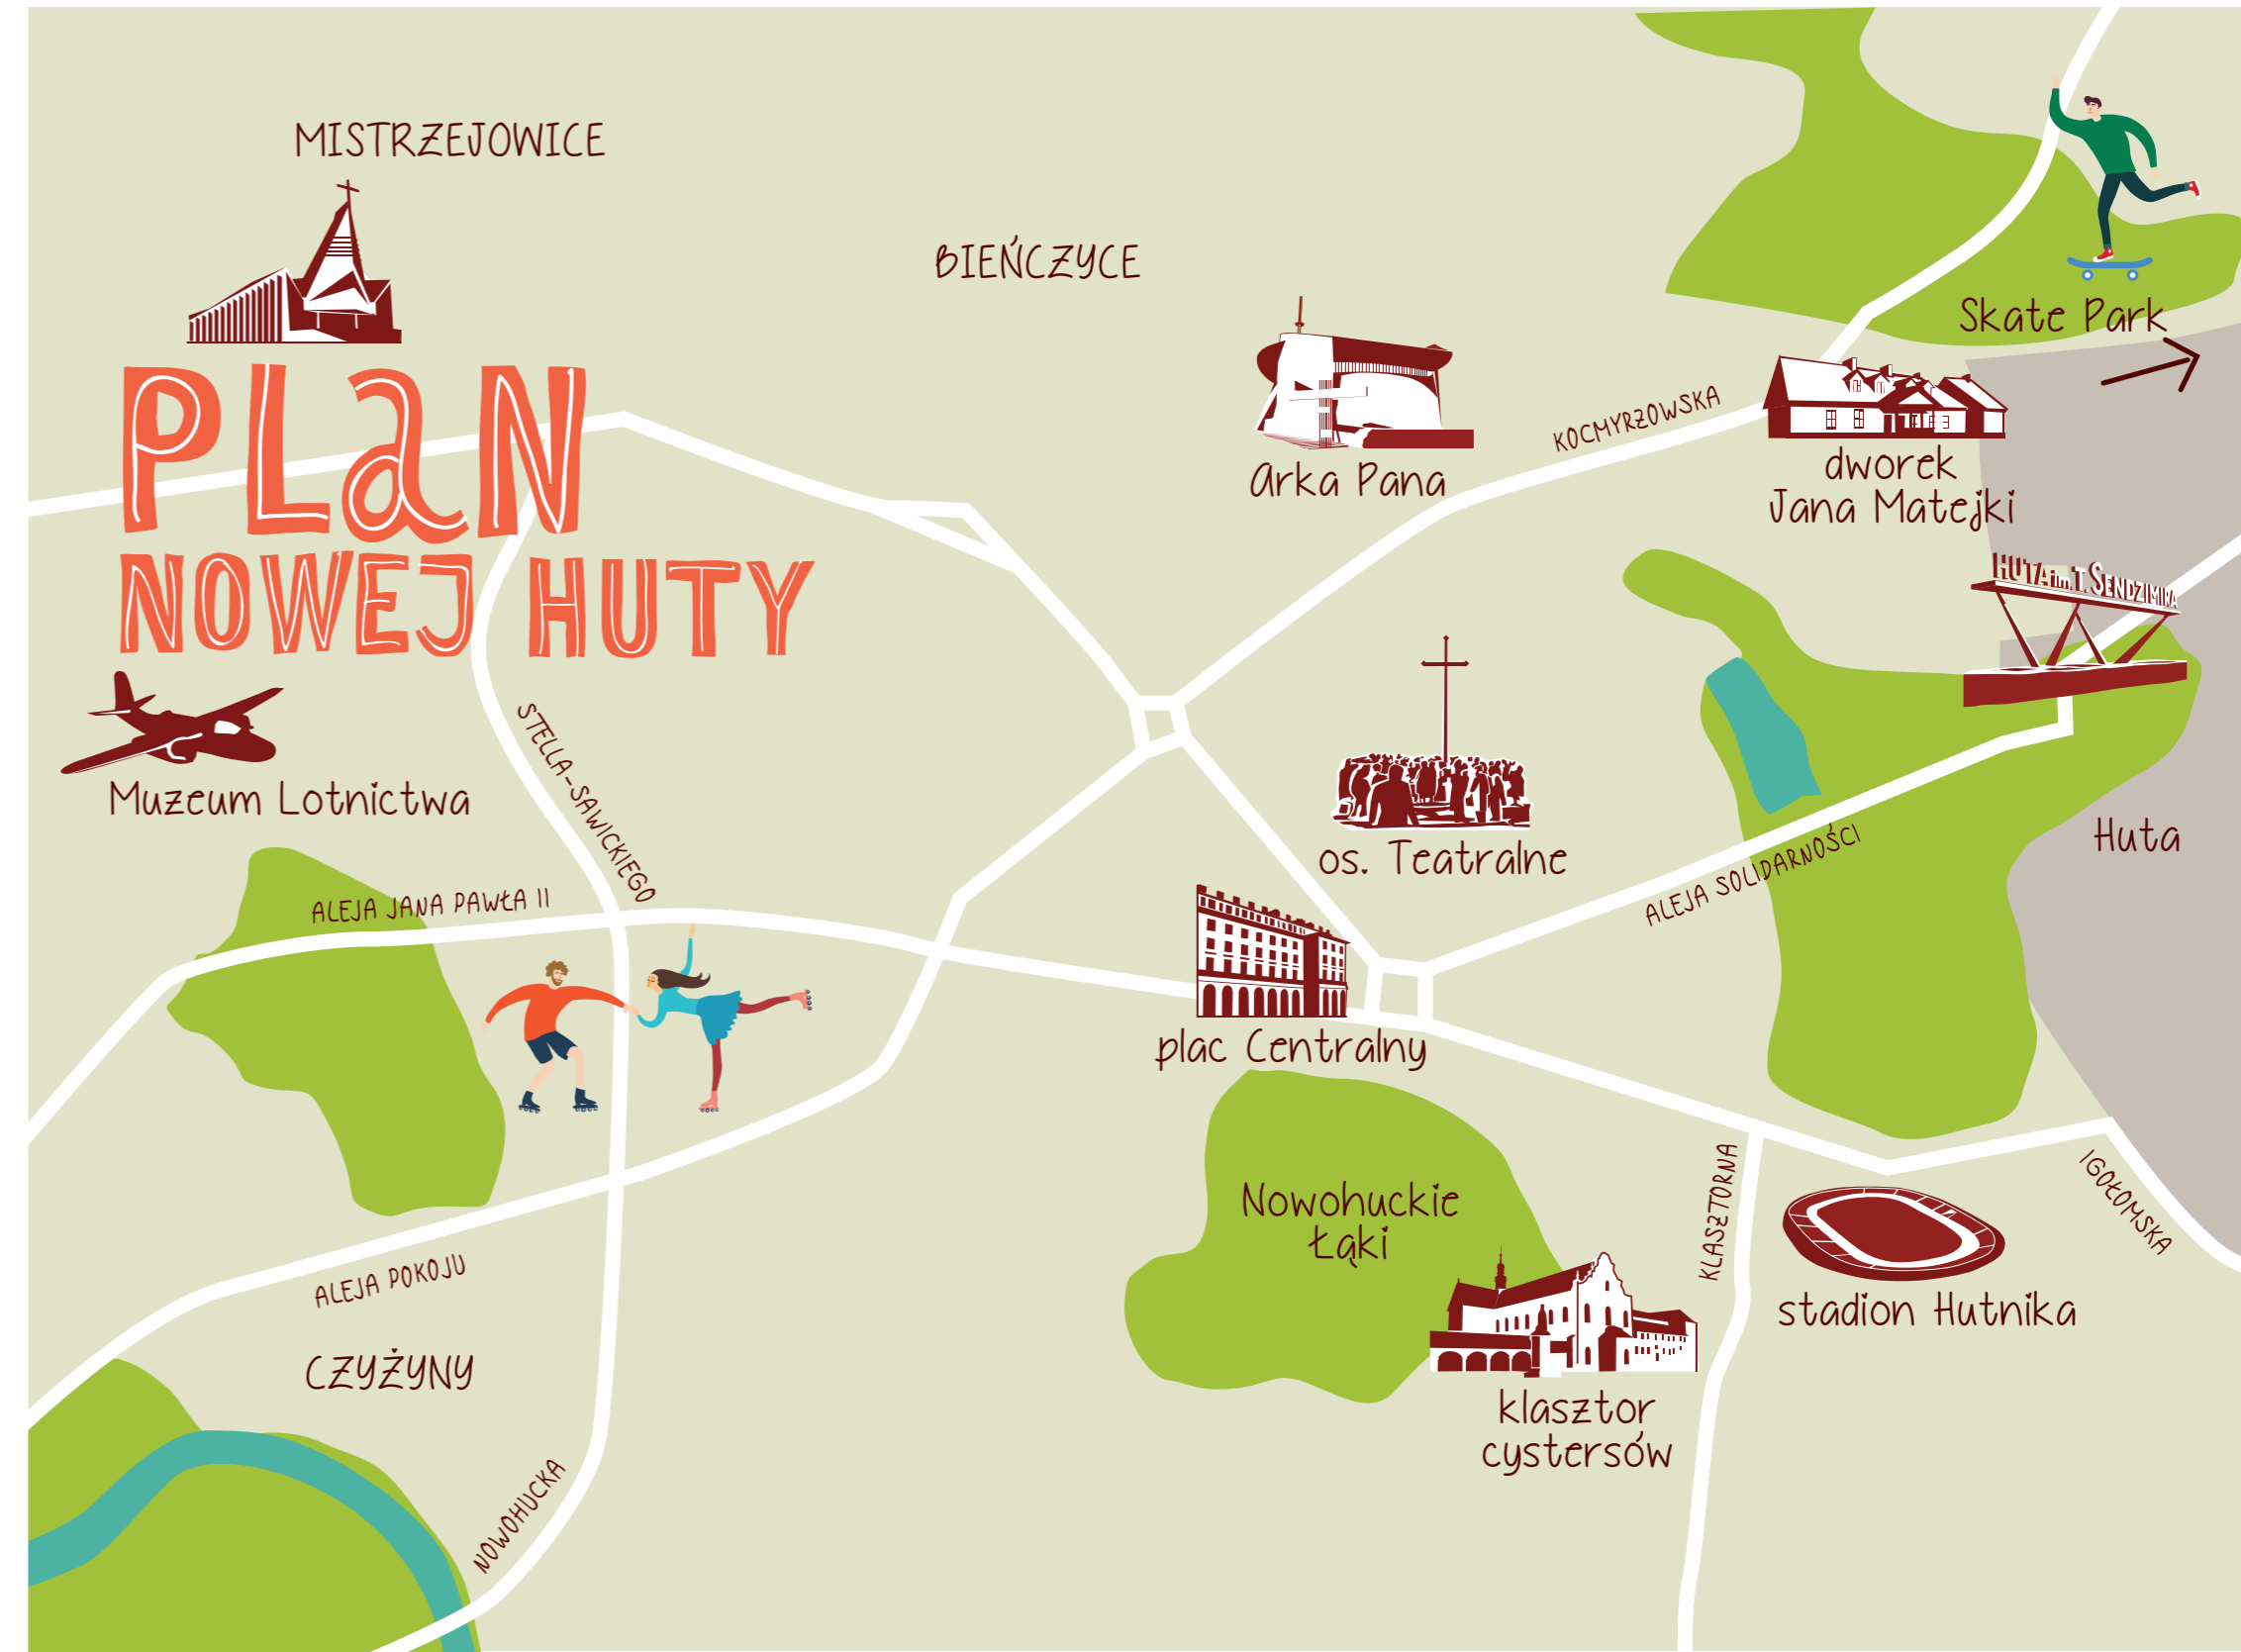 MISTRZEJOWICE
BIEŃCZYCE
Skate Park
PLaN
NOWEJ HUTY
KOCMYRZOWSKA
arka Pana
dworek
Jana Matejki
HUTA im. T. SENDZIMIRA
STELLA-SAWICKIEGO
Muzeum Lotnictwa
os. Teatralne
Huta
ALEJA SOLIDARNOŚCI
ALEJA JANA PAWŁA II
plac Centralny
Nowohuckie
Łąki
KLASZTORNA
IGOŁOMSKA
ALEJA POKOJU
stadion Hutnika
CZYŻYNY
klasztor
cystersów
NOWOHUCKA